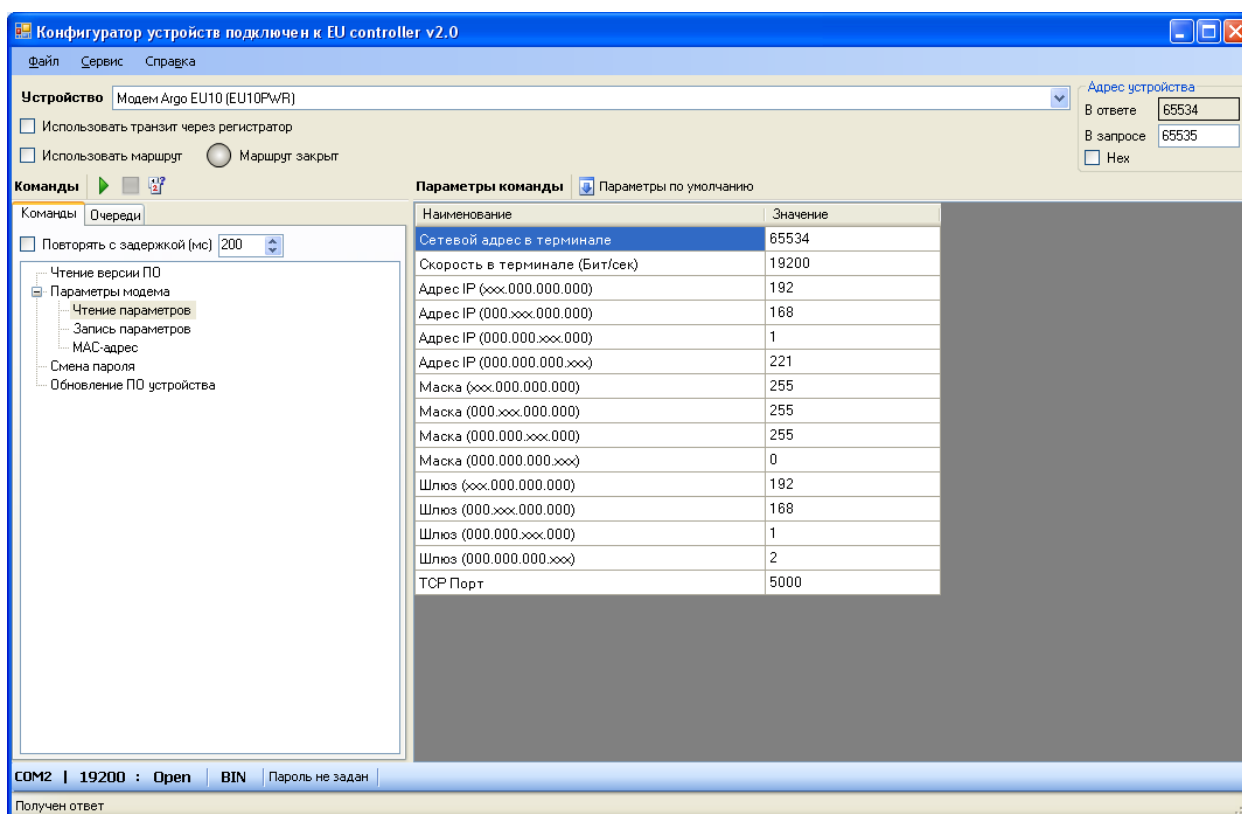 Конфигуратор устройств подключен к EU controller v2.0
Файл Сервис Справка
Устройство Модем Argo EU10 (EU10PWR)
Адрес устройства
В ответе 65534
Использовать транзит через регистратор
В запросе 65535
Использовать маршрут Маршрут закрыт
Hex
Команды
Параметры команды Параметры по умолчанию
Команды Очереди
Повторять с задержкой (мс) 200
Чтение версии ПО
Параметры модема
Чтение параметров
Запись параметров
MAC-адрес
Смена пароля
Обновление ПО устройства
Наименование Значение
Сетевой адрес в терминале 65534
Скорость в терминале (Бит/сек) 19200
Адрес IP (xxx.000.000.000) 192
Адрес IP (000.xxx.000.000) 168
Адрес IP (000.000.xxx.000) 1
Адрес IP (000.000.000.xxx) 221
Маска (xxx.000.000.000) 255
Маска (000.xxx.000.000) 255
Маска (000.000.xxx.000) 255
Маска (000.000.000.xxx) 0
Шлюз (xxx.000.000.000) 192
Шлюз (000.xxx.000.000) 168
Шлюз (000.000.xxx.000) 1
Шлюз (000.000.000.xxx) 2
TCP Порт 5000
COM2 | 19200 : Open BIN Пароль не задан
Получен ответ